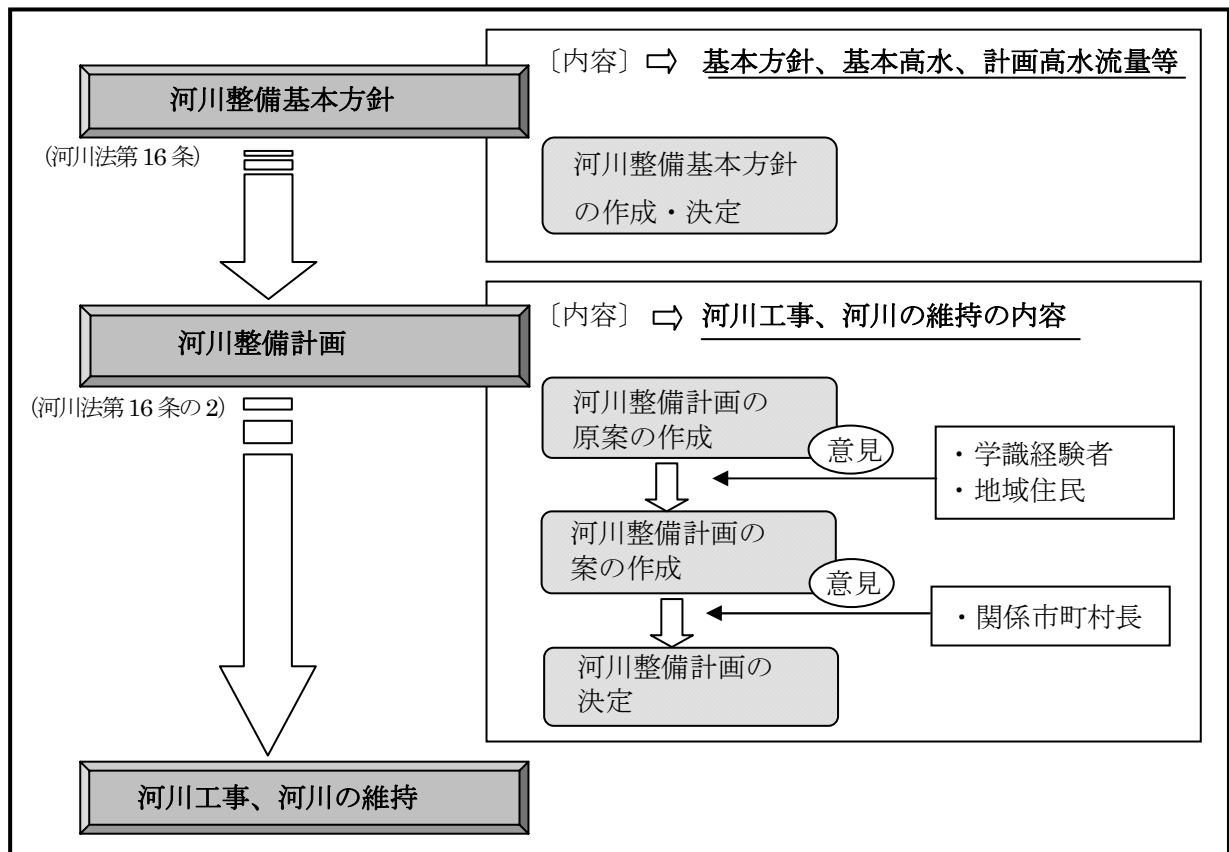 〔内容〕 ⇨ 基本方針、基本高水、計画高水流量等
河川整備基本方針
(河川法第16条)
河川整備基本方針
の作成・決定
〔内容〕 ⇨ 河川工事、河川の維持の内容
河川整備計画
(河川法第16条の2)
河川整備計画の
原案の作成
意見
・学識経験者
・地域住民
河川整備計画の
案の作成
意見
・関係市町村長
河川整備計画の
決定
河川工事、河川の維持